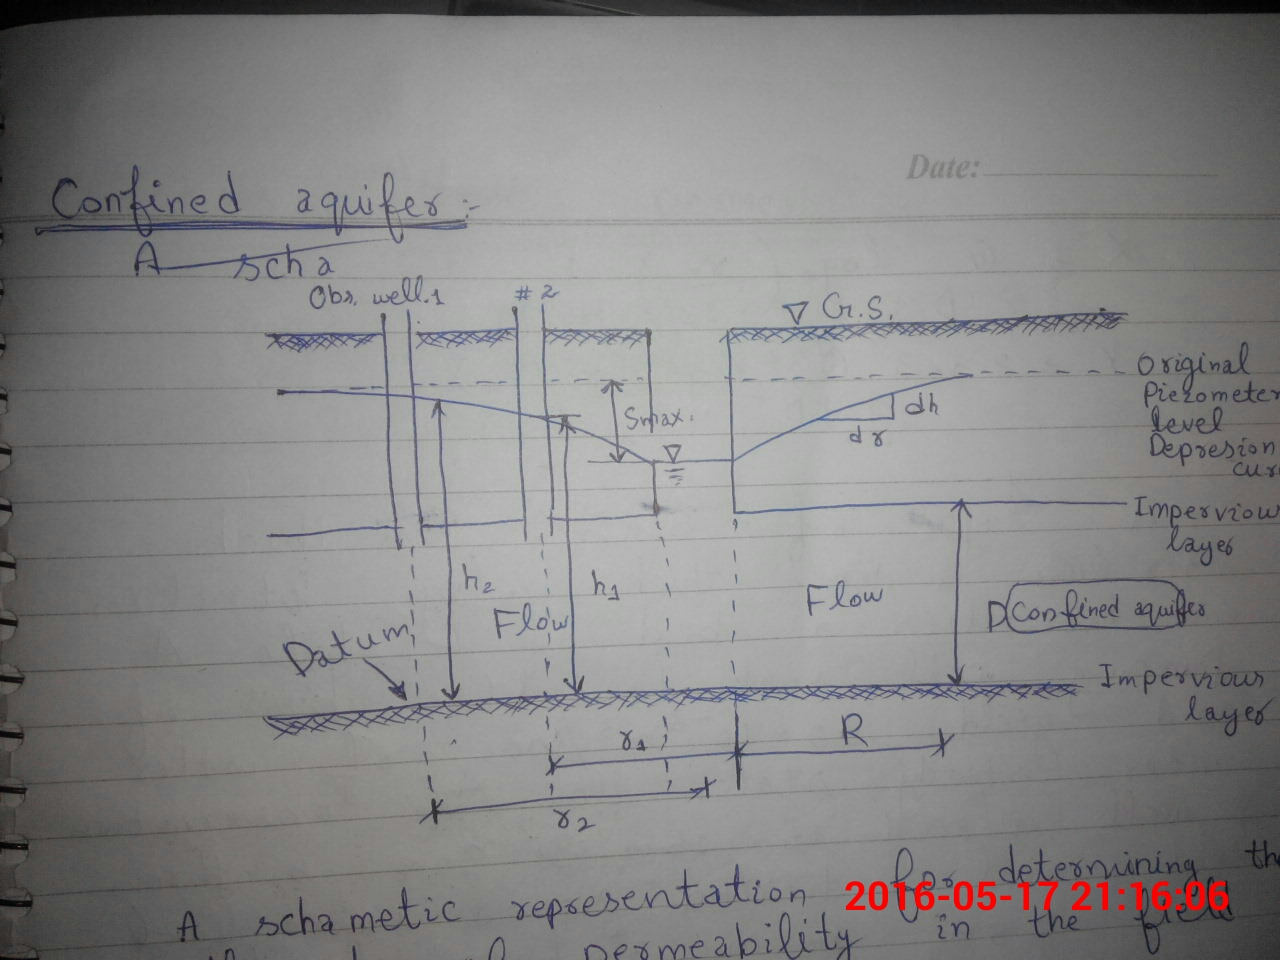 Date:
Confined aquifer:-
A scha
Obs. well.1
# 2
G.S.
Original
Piezometer
level
Depresion
Smax.
dh
dr
Impervious
layer
h2
h1
Flow
Flow
D Confined aquifer
Datum
Impervious
layer
r1
R
r2
A schametic representation for determining the
permeability in the field
2016-05-17 21:16:06